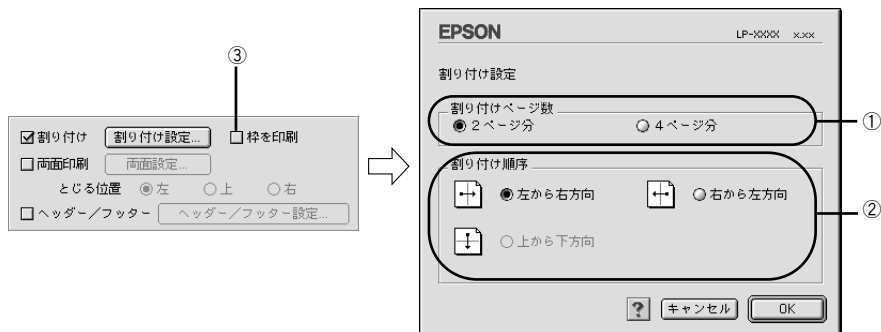 ③
☑割り付け 割り付け設定... □枠を印刷
□両面印刷 両面設定...
とじる位置 ◉左 ○上 ○右
□ヘッダー/フッター ヘッダー/フッター設定...
EPSON LP-XXXX x.xx
割り付け設定
割り付けページ数
◉2ページ分 ○4ページ分
①
割り付け順序
◉左から右方向 ○右から左方向
②
○上から下方向
? キャンセル OK